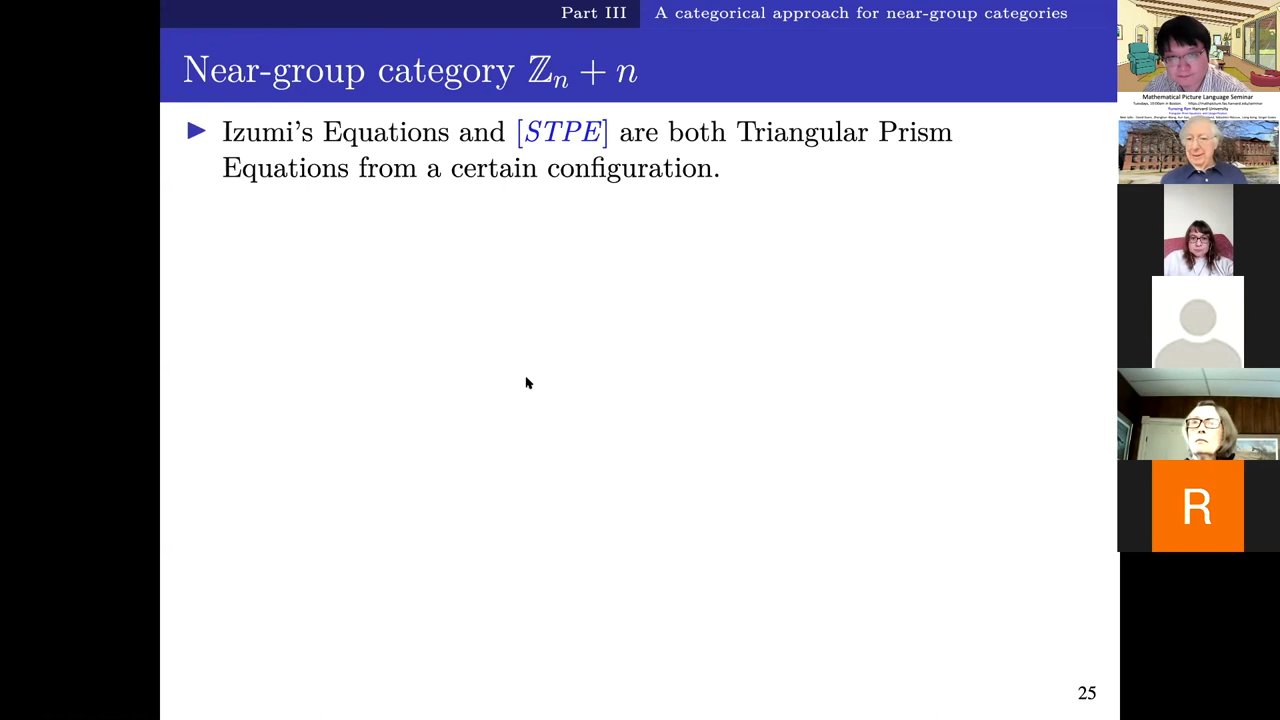 Part III A categorical approach for near-group categories
Near-group category ℤₙ + n
▶ Izumi's Equations and [STPE] are both Triangular Prism
Equations from a certain configuration.
25
Mathematical Picture Language Seminar
R